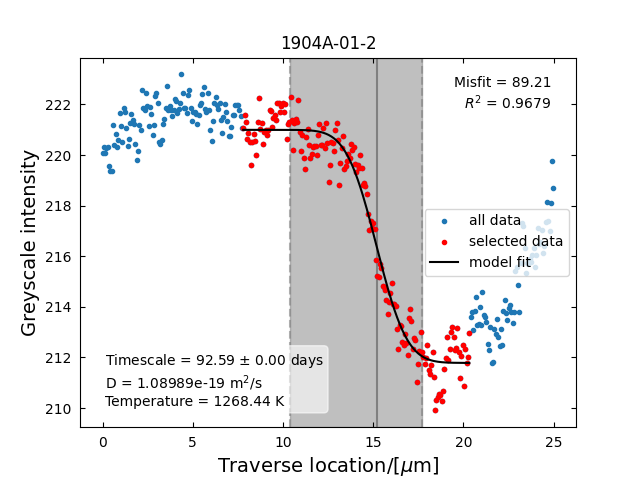 1904A-01-2
Misfit = 89.21
R² = 0.9679
222
220
218
216
214
212
210
Greyscale intensity
all data
selected data
model fit
Timescale = 92.59 ± 0.00 days
D = 1.08989e-19 m²/s
Temperature = 1268.44 K
0 5 10 15 20 25
Traverse location/[μm]